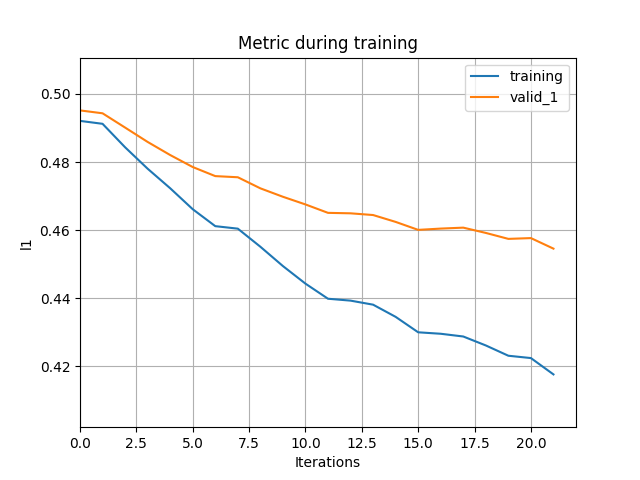 Metric during training
training
valid_1
0.50
0.48
0.46
0.44
0.42
l1
0.0 2.5 5.0 7.5 10.0 12.5 15.0 17.5 20.0
Iterations